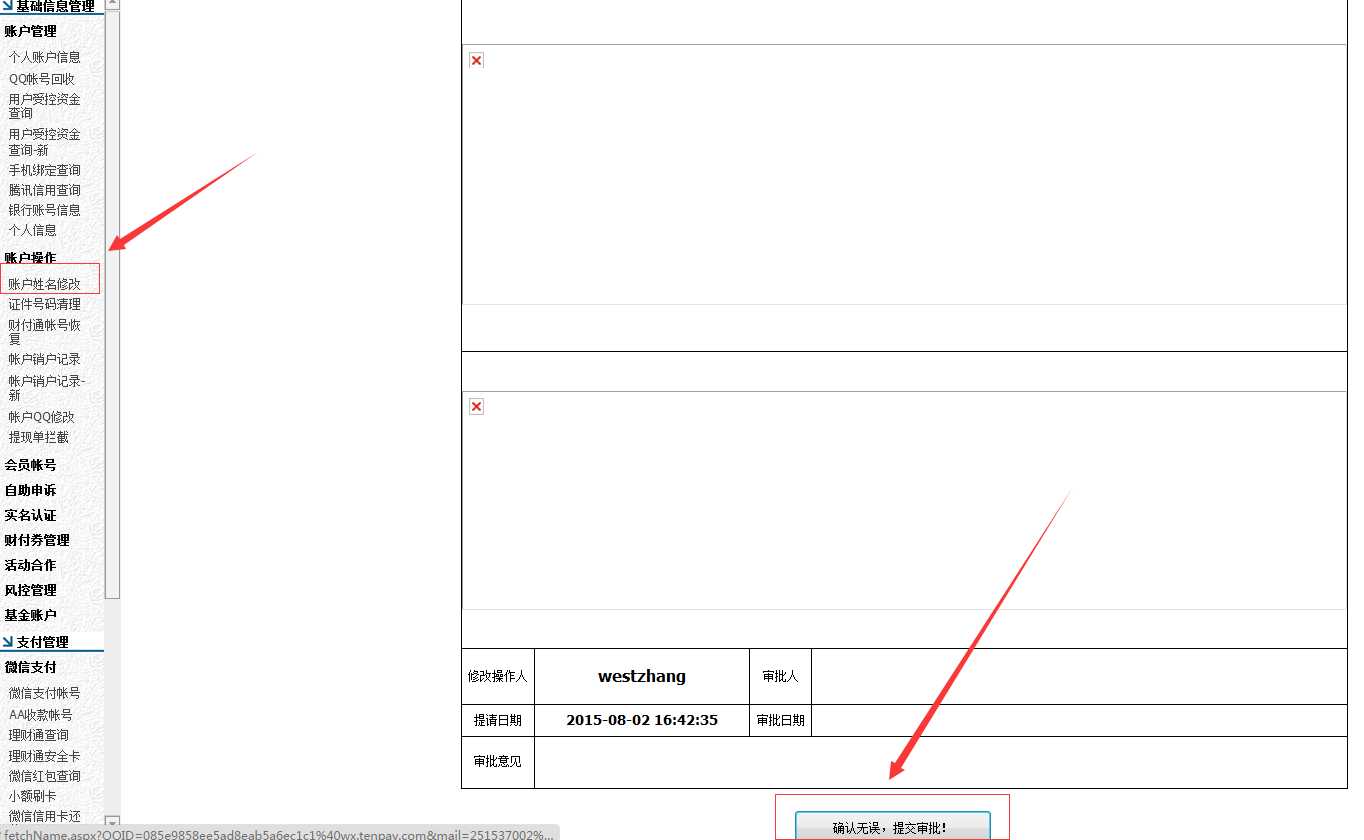 基础信息管理
账户管理
个人账户信息
QQ帐号回收
用户受控资金
查询
用户受控资金
查询-新
手机绑定查询
腾讯信用查询
银行账号信息
个人信息
账户操作
账户姓名修改
证件号码清理
财付通帐号恢
复
帐户销户记录
帐户销户记录-
新
帐户QQ修改
提现单拦截
会员帐号
自助申诉
实名认证
财付券管理
活动合作
风控管理
基金账户
支付管理
微信支付
微信支付帐号
AA收款帐号
理财通查询
理财通安全卡
微信红包查询
小额刷卡
微信信用卡还
修改操作人 westzhang 审批人
提请日期 2015-08-02 16:42:35 审批日期
审批意见
确认无误，提交审批！
fetchName.aspx?QQID=085e9858ee5ad8eab5a6ec1c1%40wx.tenpay.com&mail=251537002%...